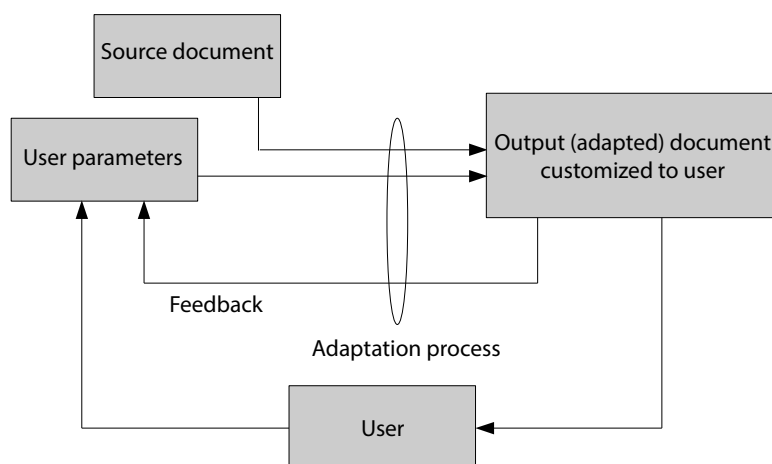 Source document
User parameters
Output (adapted) document
customized to user
Feedback
Adaptation process
User